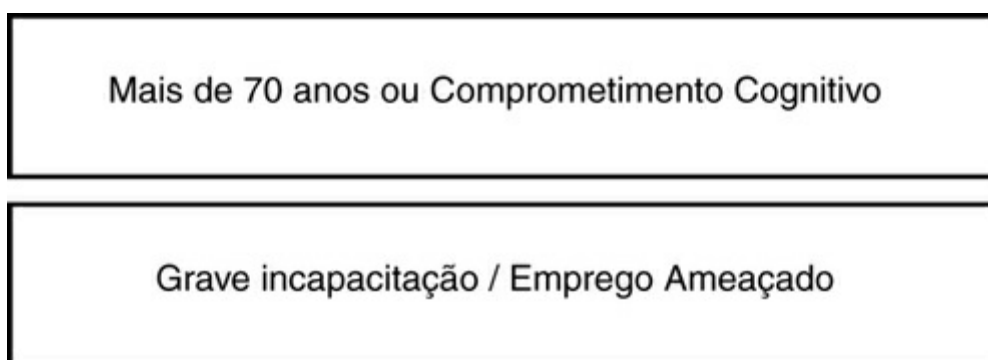 Mais de 70 anos ou Comprometimento Cognitivo
Grave incapacitação / Emprego Ameaçado